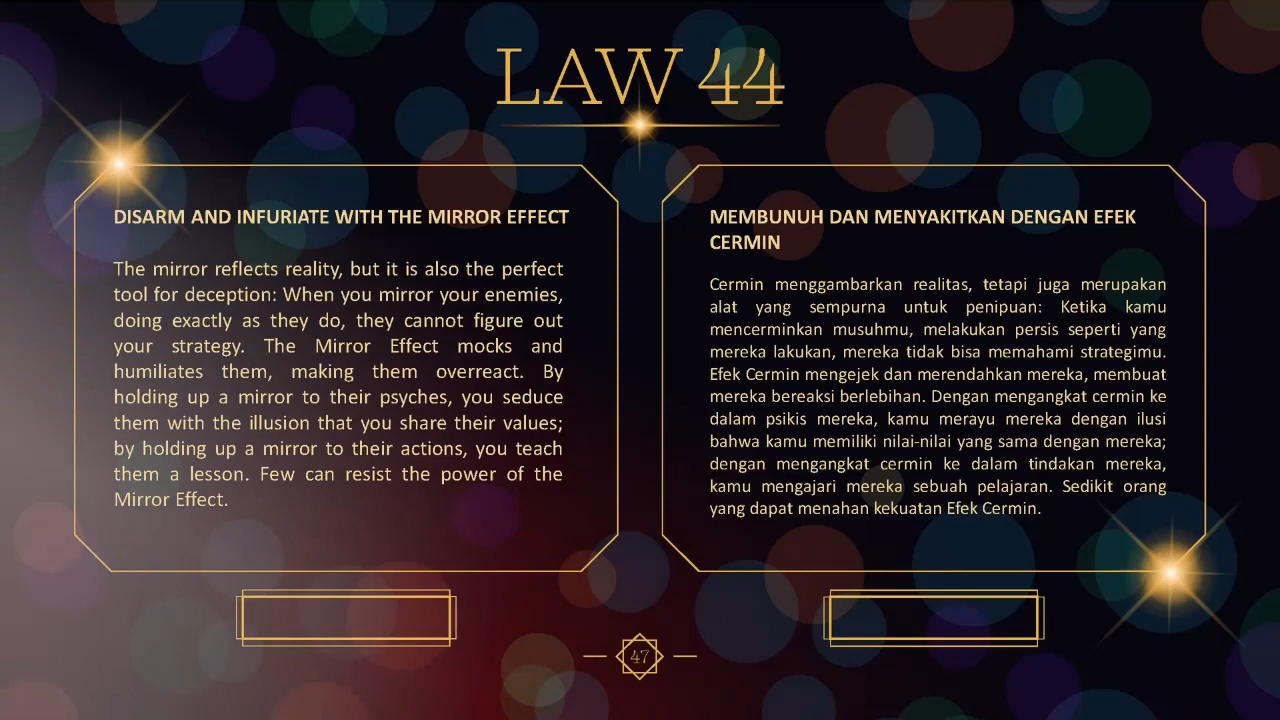 LAW 44
DISARM AND INFURIATE WITH THE MIRROR EFFECT
The mirror reflects reality, but it is also the perfect
tool for deception: When you mirror your enemies,
doing exactly as they do, they cannot figure out
your strategy. The Mirror Effect mocks and
humiliates them, making them overreact. By
holding up a mirror to their psyches, you seduce
them with the illusion that you share their values;
by holding up a mirror to their actions, you teach
them a lesson. Few can resist the power of the
Mirror Effect.
MEMBUNUH DAN MENYAKITKAN DENGAN EFEK
CERMIN
Cermin menggambarkan realitas, tetapi juga merupakan
alat yang sempurna untuk penipuan: Ketika kamu
mencerminkan musuhmu, melakukan persis seperti yang
mereka lakukan, mereka tidak bisa memahami strategimu.
Efek Cermin mengejek dan merendahkan mereka, membuat
mereka bereaksi berlebihan. Dengan mengangkat cermin ke
dalam psikis mereka, kamu merayu mereka dengan ilusi
bahwa kamu memiliki nilai-nilai yang sama dengan mereka;
dengan mengangkat cermin ke dalam tindakan mereka,
kamu mengajari mereka sebuah pelajaran. Sedikit orang
yang dapat menahan kekuatan Efek Cermin.
47